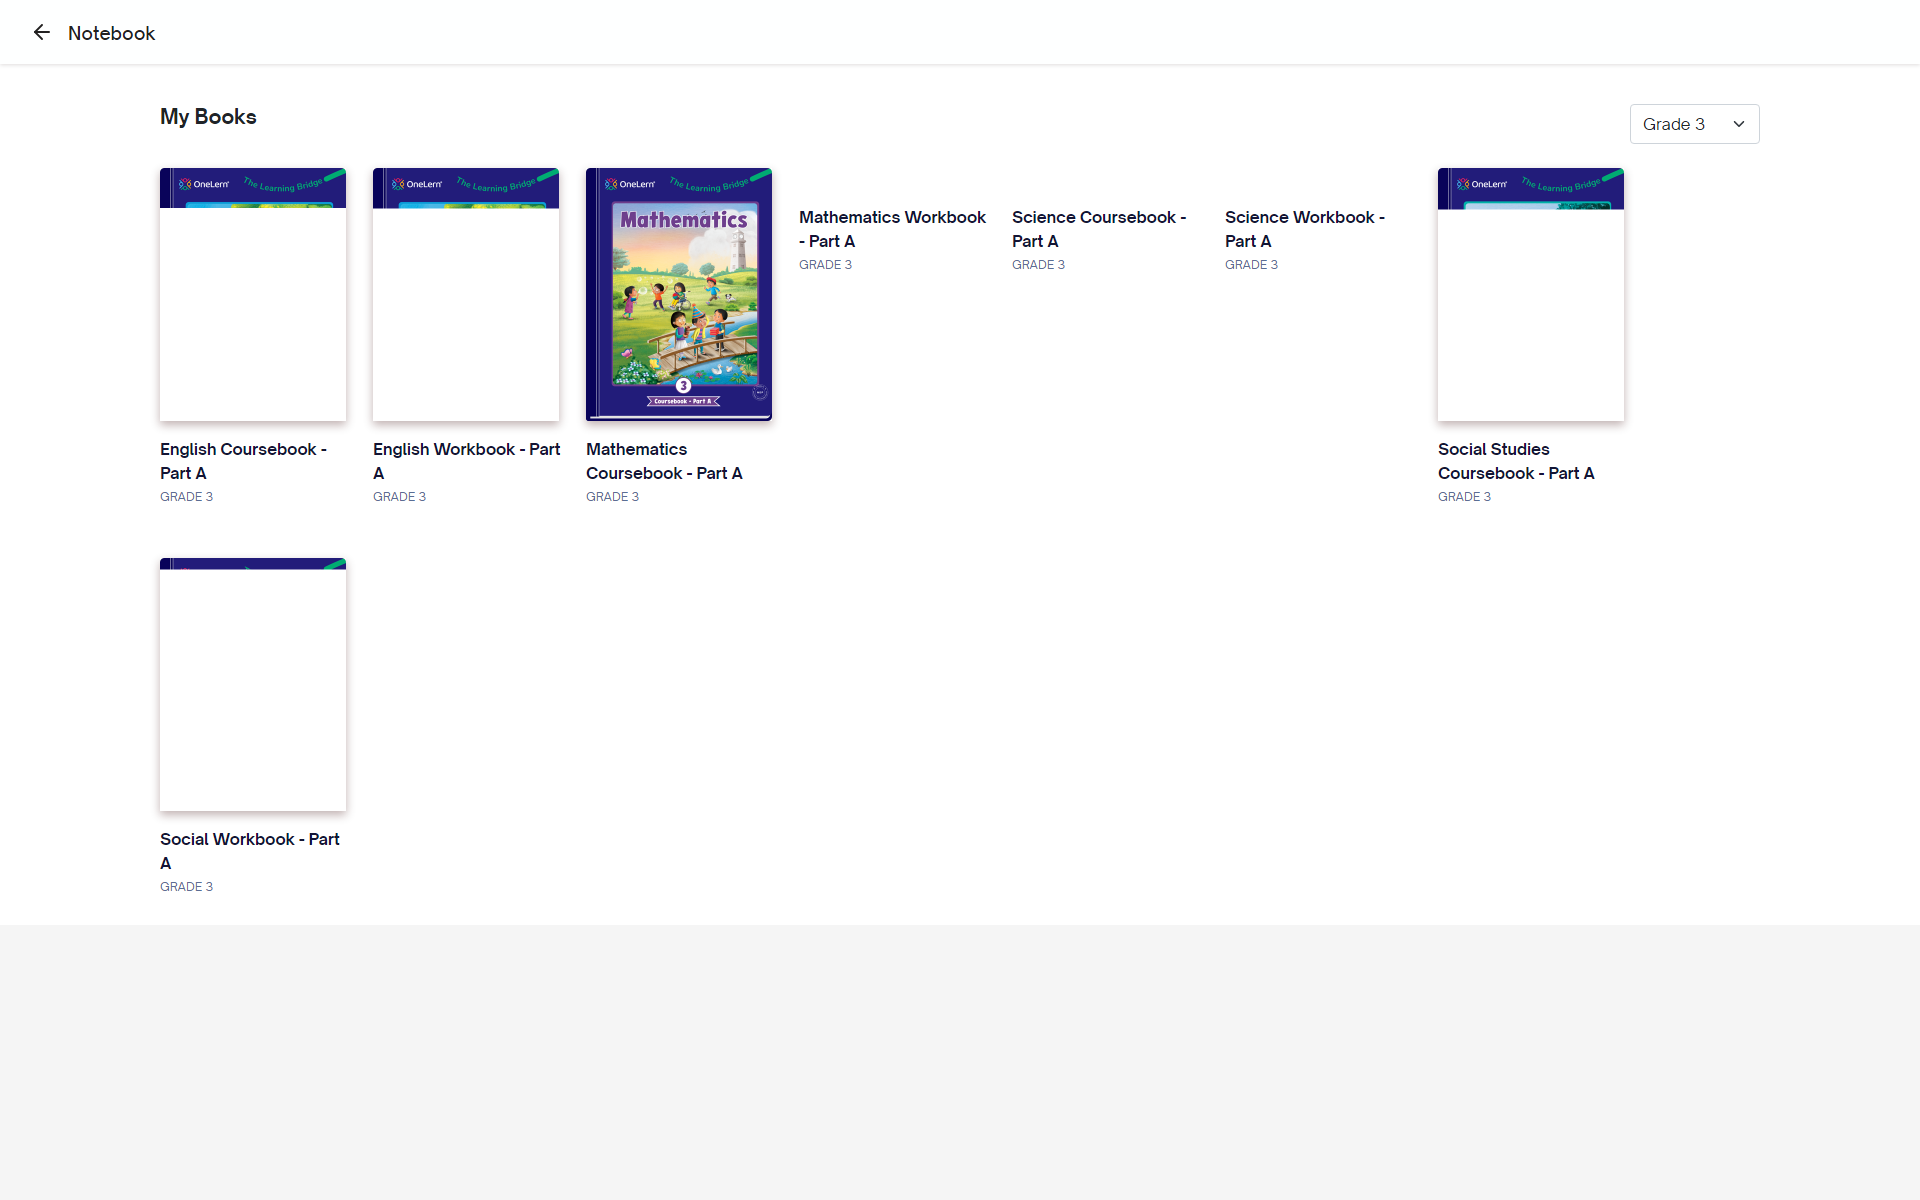 Notebook
My Books
Grade 3
OneLern
The Learning Bridge
English Coursebook -
Part A
GRADE 3
OneLern
The Learning Bridge
English Workbook - Part
A
GRADE 3
OneLern
The Learning Bridge
Mathematics
3
Coursebook - Part A
Mathematics
Coursebook - Part A
GRADE 3
Mathematics Workbook
- Part A
GRADE 3
Science Coursebook -
Part A
GRADE 3
Science Workbook -
Part A
GRADE 3
OneLern
The Learning Bridge
Social Studies
Coursebook - Part A
GRADE 3
Social Workbook - Part
A
GRADE 3